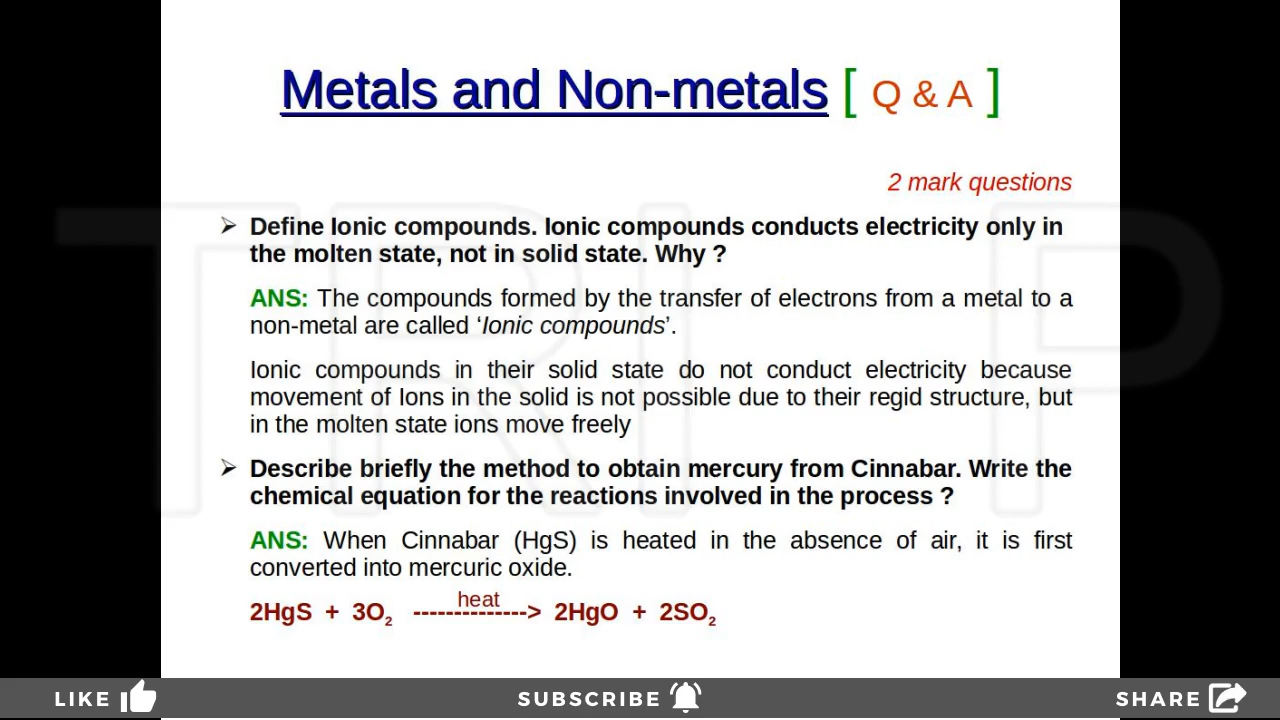 Metals and Non-metals [ Q & A ]
2 mark questions
➢ Define Ionic compounds. Ionic compounds conducts electricity only in
the molten state, not in solid state. Why ?
ANS: The compounds formed by the transfer of electrons from a metal to a
non-metal are called ‘Ionic compounds’.
Ionic compounds in their solid state do not conduct electricity because
movement of Ions in the solid is not possible due to their regid structure, but
in the molten state ions move freely
➢ Describe briefly the method to obtain mercury from Cinnabar. Write the
chemical equation for the reactions involved in the process ?
ANS: When Cinnabar (HgS) is heated in the absence of air, it is first
converted into mercuric oxide.
heat
2HgS + 3O₂ --------------> 2HgO + 2SO₂
TRI P
LIKE SUBSCRIBE SHARE